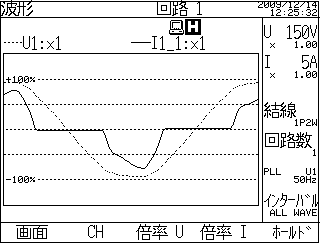 波形
回路 1
2009/12/14
12:25:32
H
U1:×1
I1_1:×1
+100%
-100%
U 150V
× 1.00
I 5A
× 1.00
結線
1P2W
回路数
1
PLL U1
50Hz
インターバル
ALL WAVE
画面
CH
倍率 U
倍率 I
ホールド